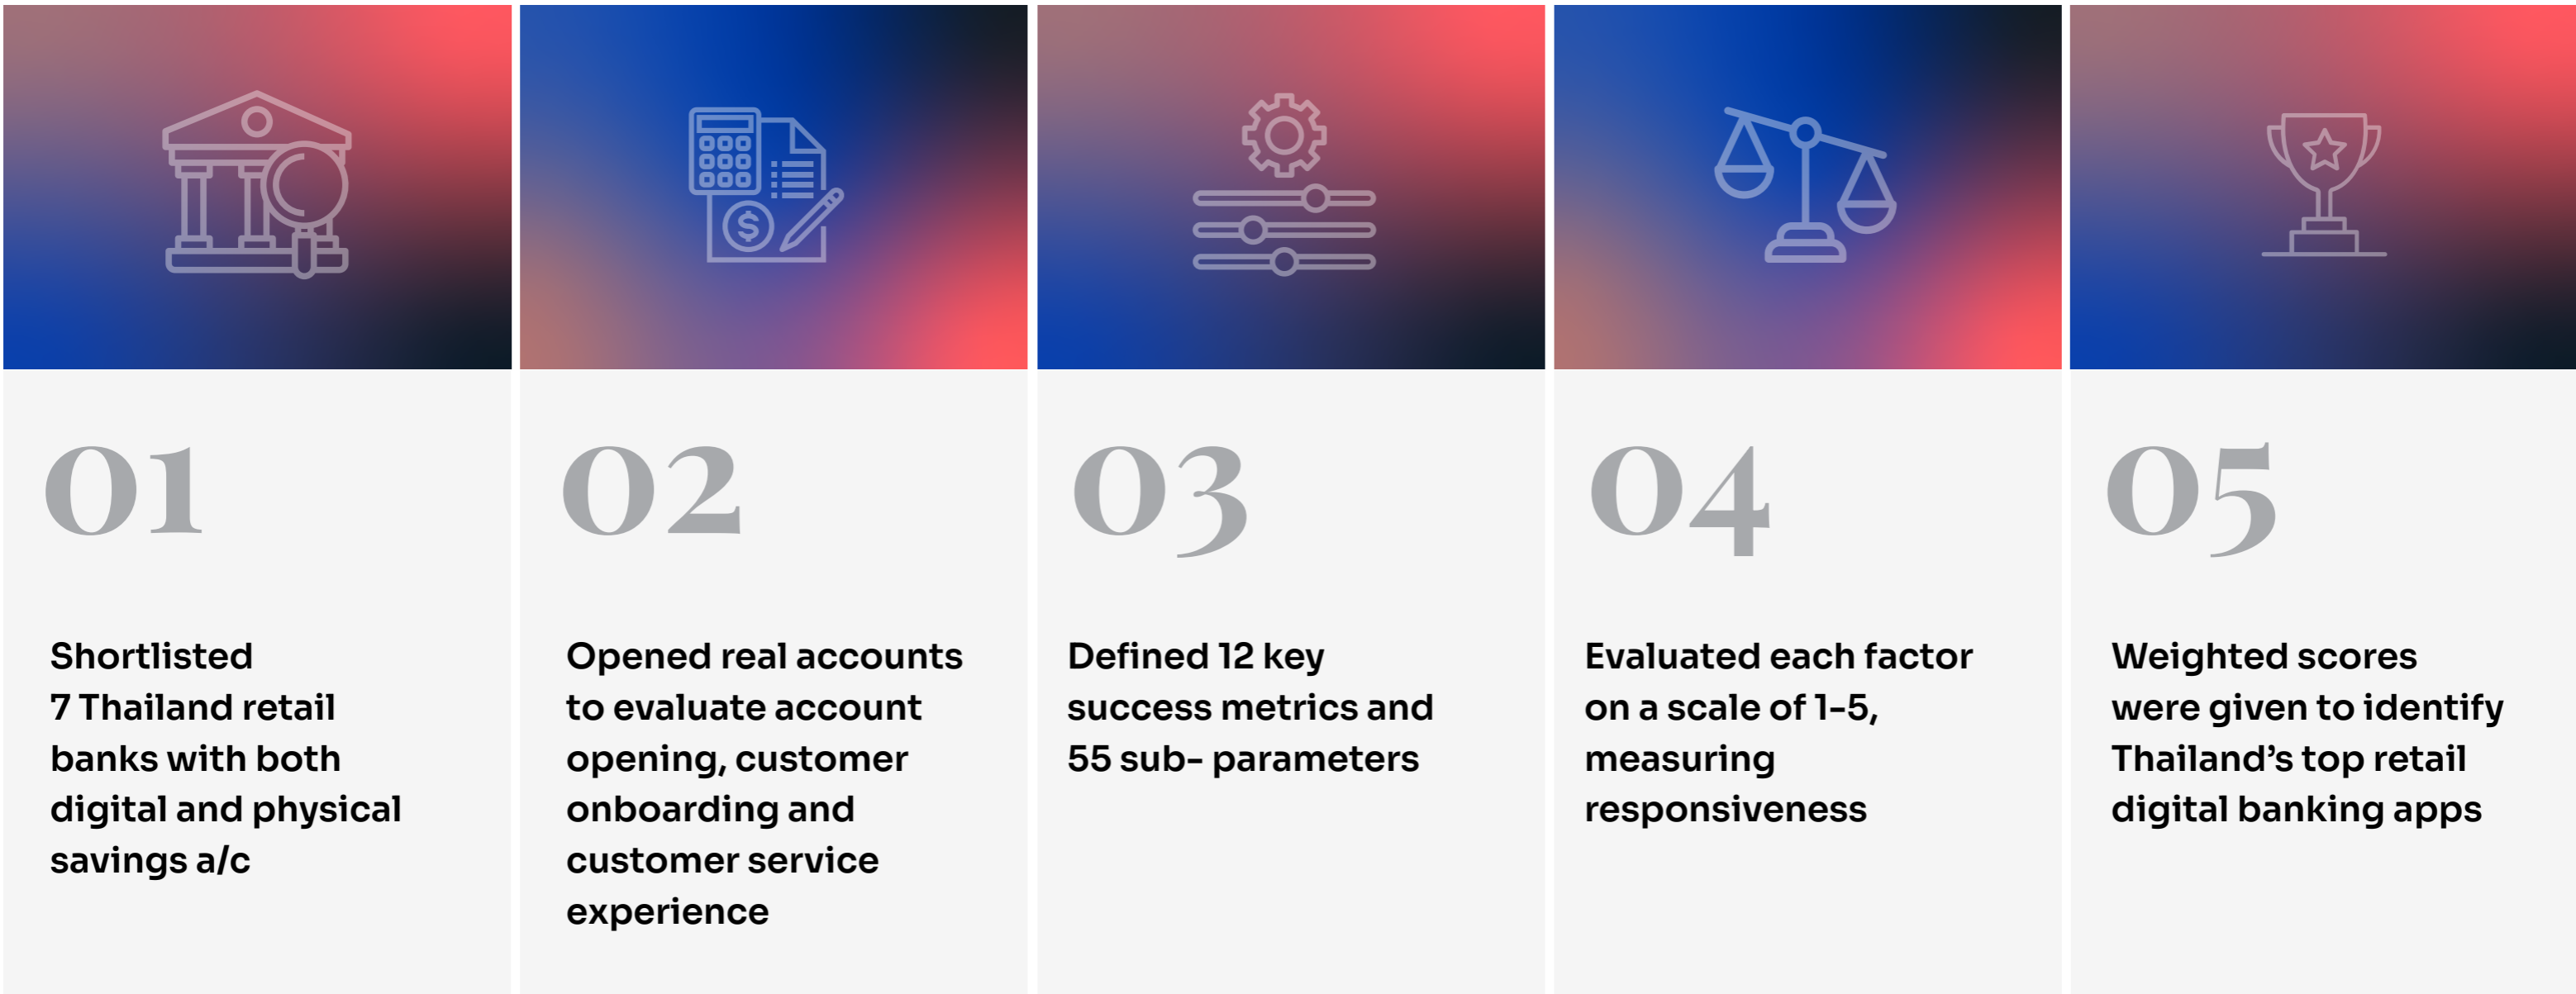 01
Shortlisted
7 Thailand retail
banks with both
digital and physical
savings a/c
02
Opened real accounts
to evaluate account
opening, customer
onboarding and
customer service
experience
03
Defined 12 key
success metrics and
55 sub- parameters
04
Evaluated each factor
on a scale of 1-5,
measuring
responsiveness
05
Weighted scores
were given to identify
Thailand’s top retail
digital banking apps